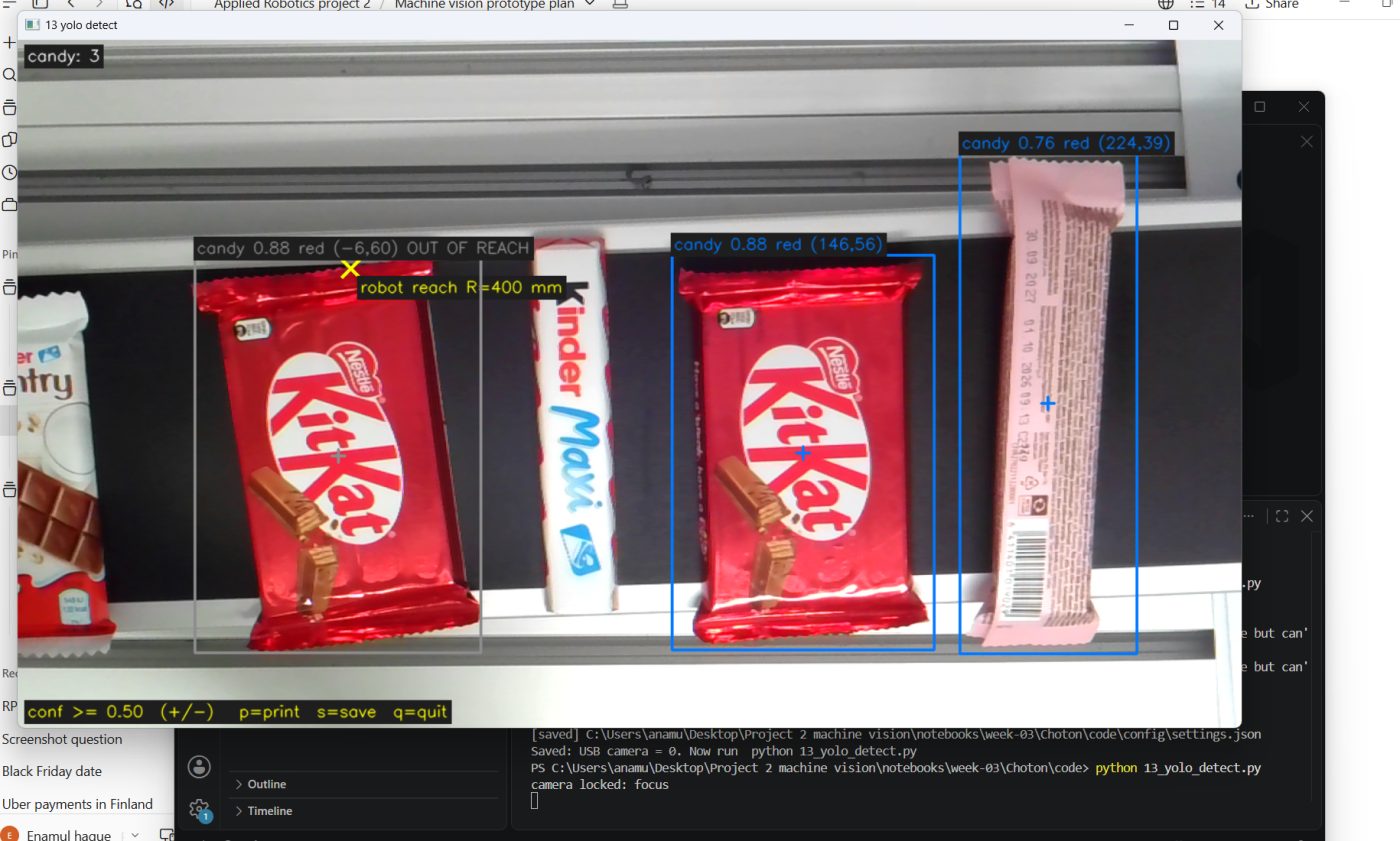 Applied Robotics project 2 / Machine vision prototype plan
14
Share
13 yolo detect
candy: 3
candy 0.76 red (224,39)
candy 0.88 red (-6,60) OUT OF REACH
candy 0.88 red (146,56)
robot reach R=400 mm
er
ntry
Nestlé
KitKat
kinder
Maxi
Nestlé
KitKat
30 09 2027
conf >= 0.50 (+/-) p=print s=save q=quit
Pin
.py
e but can'
e but can'
Rec
RP
Screenshot question
Black Friday date
Uber payments in Finland
E
Enamul haque
1
Outline
Timeline
[saved] C:\Users\anamu\Desktop\Project 2 machine vision\notebooks\week-03\Choton\code\config\settings.json
Saved: USB camera = 0. Now run python 13_yolo_detect.py
PS C:\Users\anamu\Desktop\Project 2 machine vision\notebooks\week-03\Choton\code> python 13_yolo_detect.py
camera locked: focus